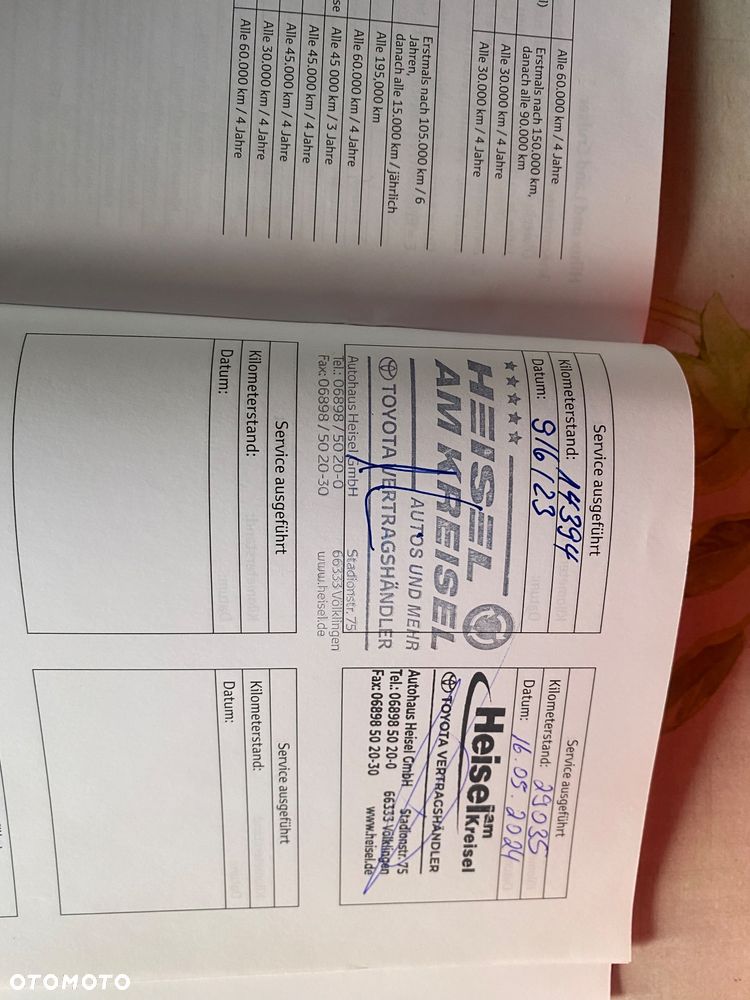 Alle 60.000 km / 4 Jahre
Erstmals nach 150.000 km,
danach alle 90.000 km
Alle 30.000 km / 4 Jahre
Alle 30.000 km / 4 Jahre
Erstmals nach 105.000 km / 6
Jahren,
danach alle 15.000 km / jährlich
Alle 195.000 km
Alle 60.000 km / 4 Jahre
Alle 45 000 km / 3 Jahre
Alle 45.000 km / 4 Jahre
Alle 45.000 km / 4 Jahre
Alle 30.000 km / 4 Jahre
Alle 60.000 km / 4 Jahre
Service ausgeführt
Kilometerstand: 14394
Datum: 9/6/23
HEISEL
AM KREISEL
AUTOS UND MEHR
TOYOTA VERTRAGSHÄNDLER
Autohaus Heisel GmbH Stadionstr. 75
Tel.: 06898 / 50 20-0 66333 Völklingen
Fax: 06898 / 50 20-30 www.heisel.de
Service ausgeführt
Kilometerstand: 29035
Datum: 16.05.2024
Heisel am Kreisel
TOYOTA VERTRAGSHÄNDLER
Autohaus Heisel GmbH Stadionstr. 75
Tel.: 06898 50 20-0 66333 Völklingen
Fax: 06898 50 20-30 www.heisel.de
Service ausgeführt
Kilometerstand:
Datum:
Service ausgeführt
Kilometerstand:
Datum:
OTOMOTO